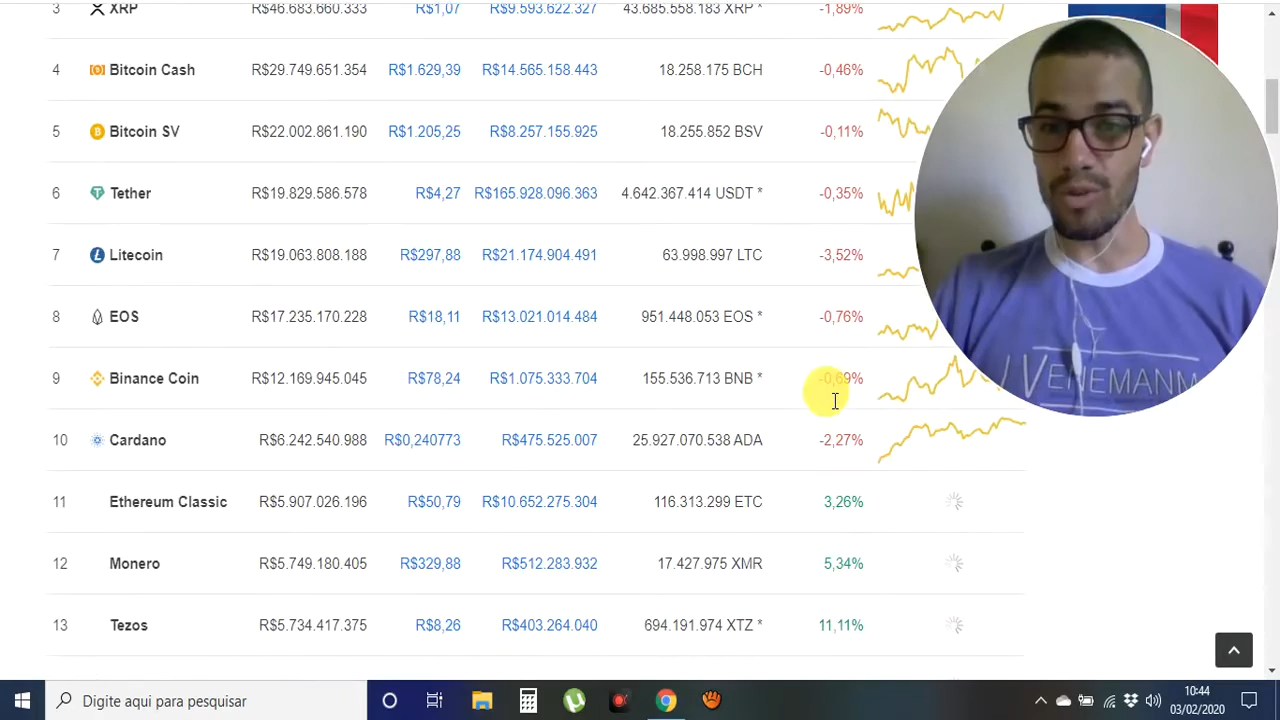 3 XRP R$46.683.660.333 R$1,07 R$9.593.622.327 43.685.558.183 XRP * -1,89%
4 Bitcoin Cash R$29.749.651.354 R$1.629,39 R$14.565.158.443 18.258.175 BCH -0,46%
5 Bitcoin SV R$22.002.861.190 R$1.205,25 R$8.257.155.925 18.255.852 BSV -0,11%
6 Tether R$19.829.586.578 R$4,27 R$165.928.096.363 4.642.367.414 USDT * -0,35%
7 Litecoin R$19.063.808.188 R$297,88 R$21.174.904.491 63.998.997 LTC -3,52%
8 EOS R$17.235.170.228 R$18,11 R$13.021.014.484 951.448.053 EOS * -0,76%
9 Binance Coin R$12.169.945.045 R$78,24 R$1.075.333.704 155.536.713 BNB * -0,69%
VENEMANM
10 Cardano R$6.242.540.988 R$0,240773 R$475.525.007 25.927.070.538 ADA -2,27%
11 Ethereum Classic R$5.907.026.196 R$50,79 R$10.652.275.304 116.313.299 ETC 3,26%
12 Monero R$5.749.180.405 R$329,88 R$512.283.932 17.427.975 XMR 5,34%
13 Tezos R$5.734.417.375 R$8,26 R$403.264.040 694.191.974 XTZ * 11,11%
Digite aqui para pesquisar
10:44
03/02/2020